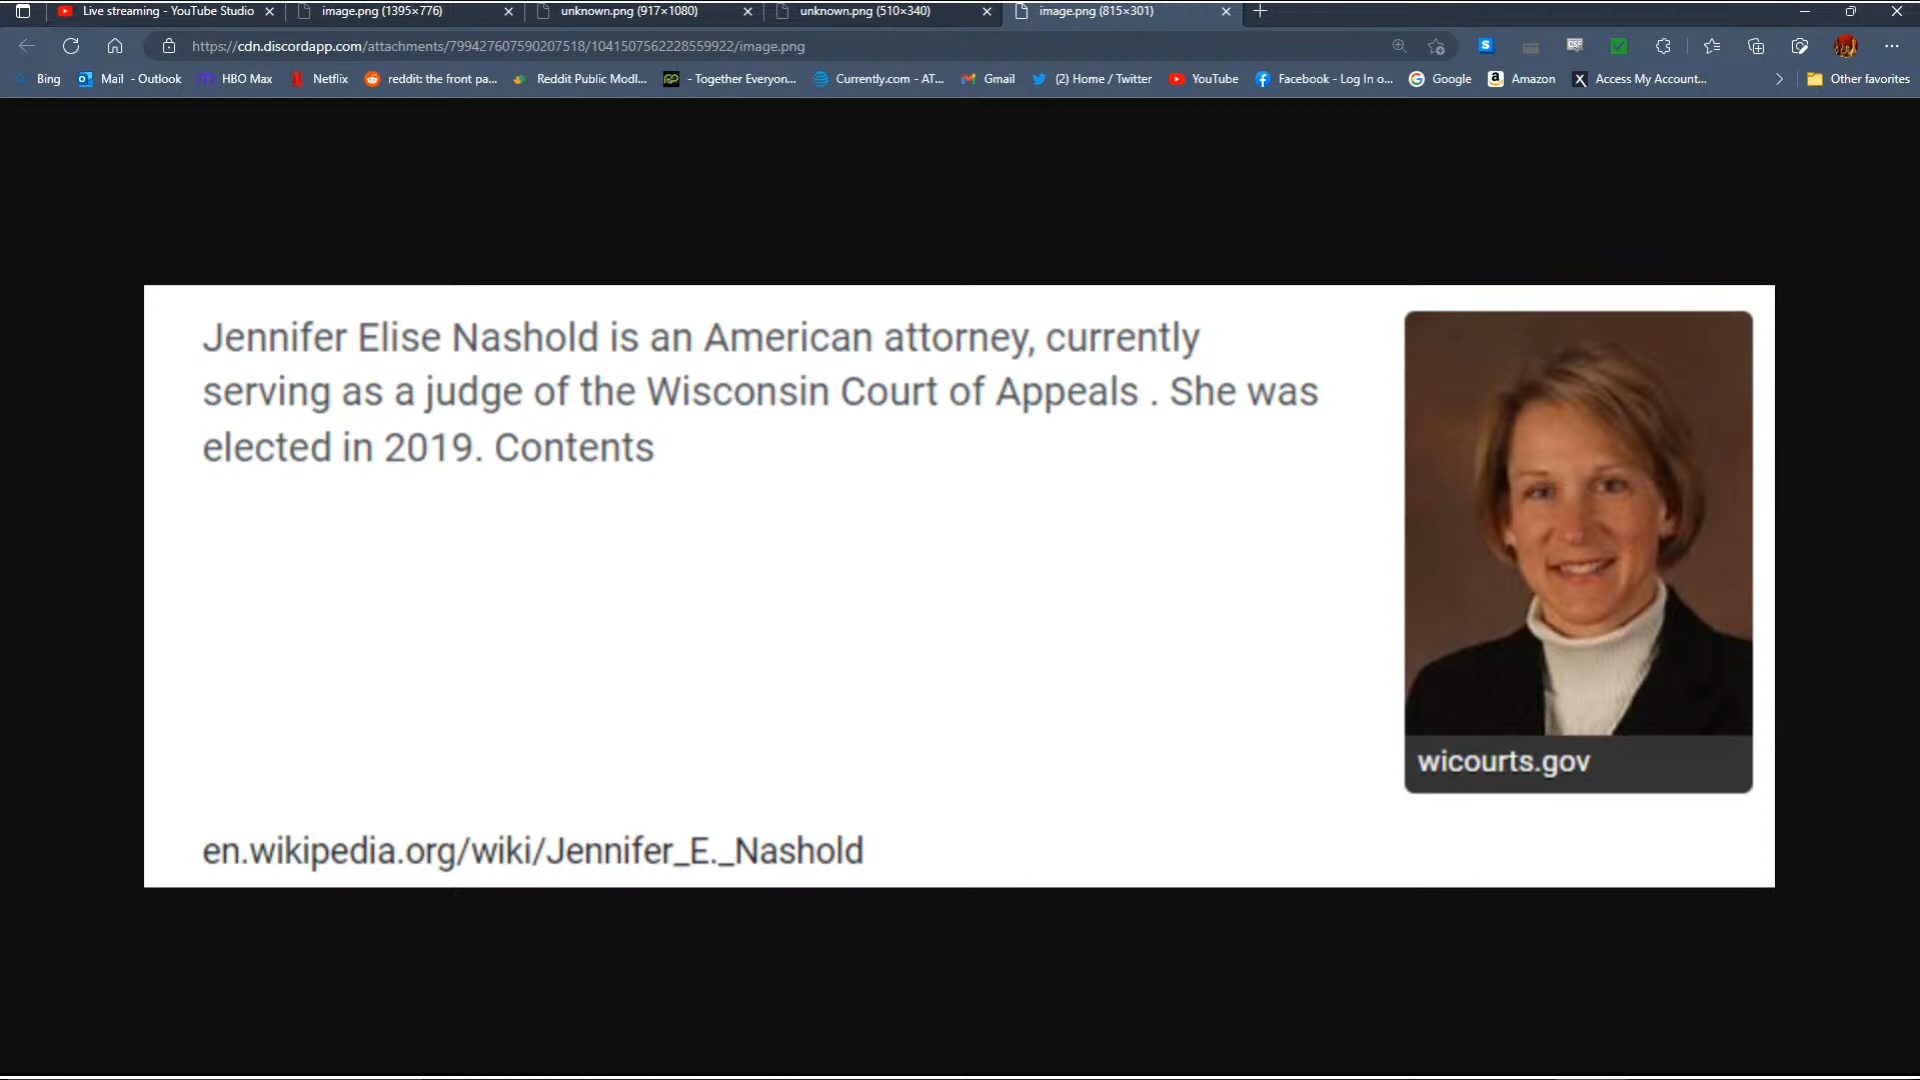 Live streaming - YouTube Studio
image.png (1395×776)
unknown.png (917×1080)
unknown.png (510×340)
image.png (815×301)
https://cdn.discordapp.com/attachments/799427607590207518/1041507562228559922/image.png
Bing
Mail - Outlook
HBO Max
Netflix
reddit: the front pa...
Reddit Public Modl...
- Together Everyon...
Currently.com - AT...
Gmail
(2) Home / Twitter
YouTube
Facebook - Log In o...
Google
Amazon
Access My Account...
Other favorites
Jennifer Elise Nashold is an American attorney, currently
serving as a judge of the Wisconsin Court of Appeals . She was
elected in 2019. Contents
wicourts.gov
en.wikipedia.org/wiki/Jennifer_E._Nashold